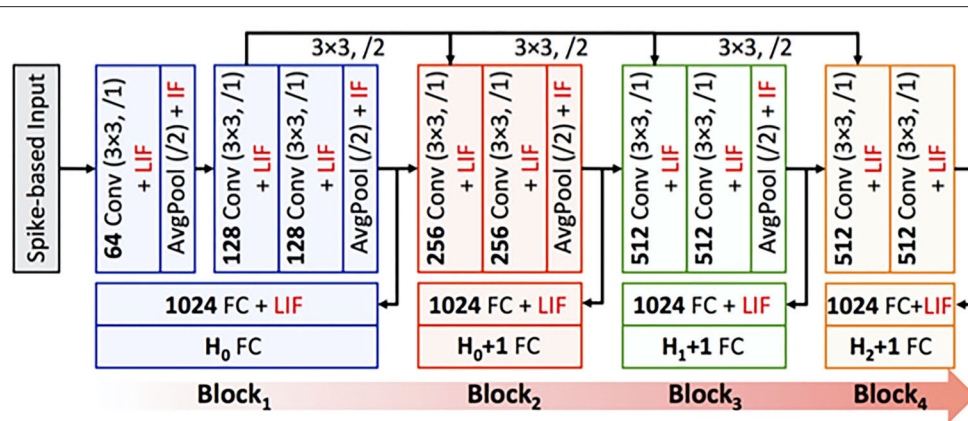 3×3, /2
3×3, /2
3×3, /2
Spike-based Input
64 Conv (3×3, /1)
+ LIF
AvgPool (/2) + IF
128 Conv (3×3, /1)
+ LIF
128 Conv (3×3, /1)
+ LIF
AvgPool (/2) + IF
256 Conv (3×3, /1)
+ LIF
256 Conv (3×3, /1)
+ LIF
AvgPool (/2) + IF
512 Conv (3×3, /1)
+ LIF
512 Conv (3×3, /1)
+ LIF
AvgPool (/2) + IF
512 Conv (3×3, /1)
+ LIF
512 Conv (3×3, /1)
+ LIF
1024 FC + LIF
H₀ FC
1024 FC + LIF
H₀+1 FC
1024 FC + LIF
H₁+1 FC
1024 FC+LIF
H₂+1 FC
Block₁
Block₂
Block₃
Block₄